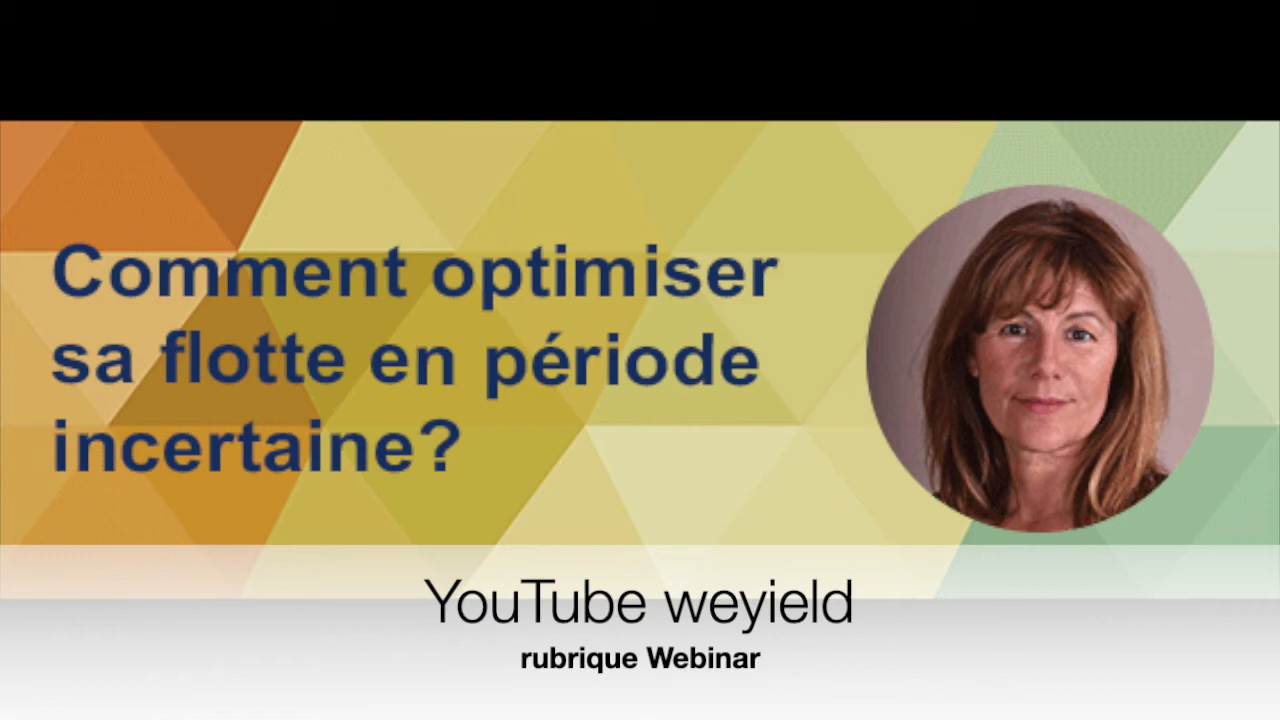 Comment optimiser
sa flotte en période
incertaine?
YouTube weyield
rubrique Webinar